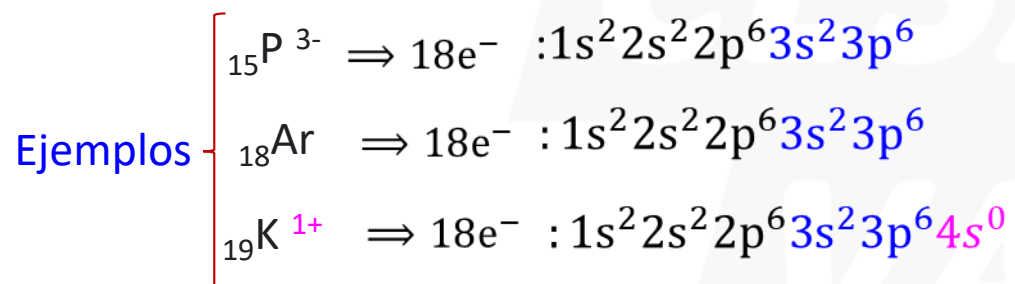 ₁₅P ³⁻ ⟹ 18e⁻ :1s²2s²2p⁶3s²3p⁶
Ejemplos ₁₈Ar ⟹ 18e⁻ : 1s²2s²2p⁶3s²3p⁶
₁₉K ¹⁺ ⟹ 18e⁻ : 1s²2s²2p⁶3s²3p⁶4s⁰